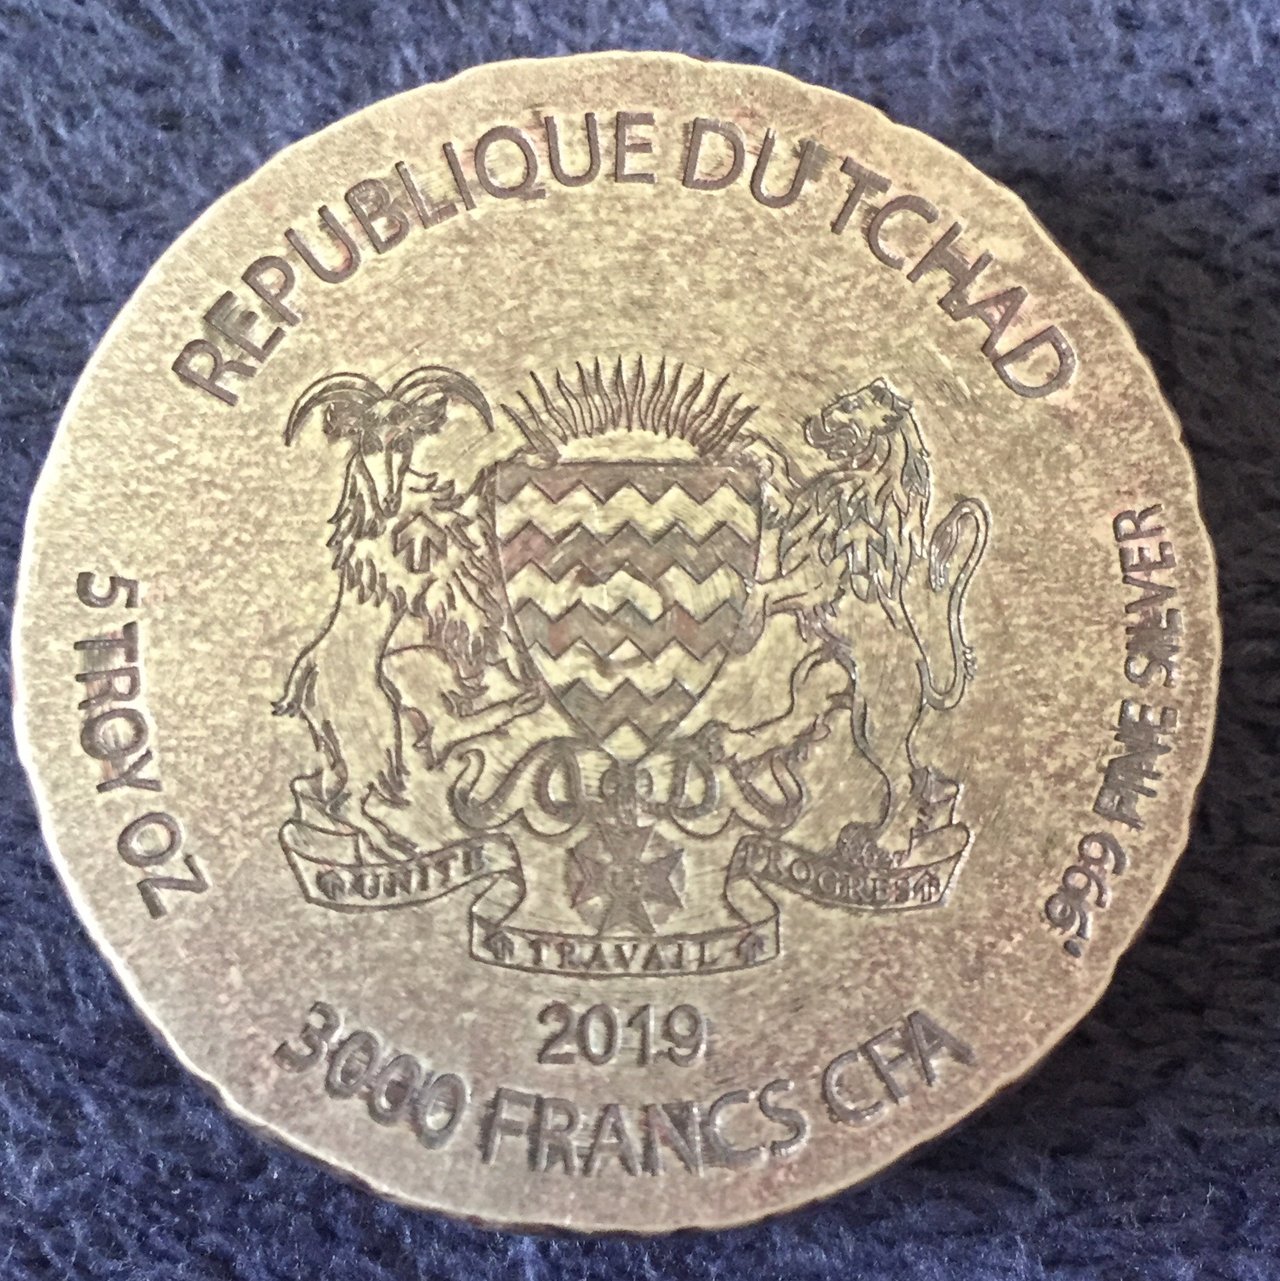 REPUBLIQUE DU TCHAD
5 TROY OZ
.999 FINE SILVER
UNITE
PROGRES
TRAVAIL
2019
3000 FRANCS CFA